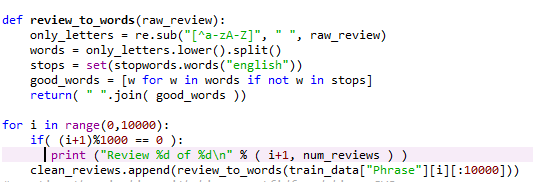 def review_to_words(raw_review):
    only_letters = re.sub("[^a-zA-Z]", " ", raw_review)
    words = only_letters.lower().split()
    stops = set(stopwords.words("english"))
    good_words = [w for w in words if not w in stops]
    return( " ".join( good_words ))

for i in range(0,10000):
    if( (i+1)%1000 == 0 ):
        print ("Review %d of %d\n" % ( i+1, num_reviews ) )
    clean_reviews.append(review_to_words(train_data["Phrase"][i][:10000]))